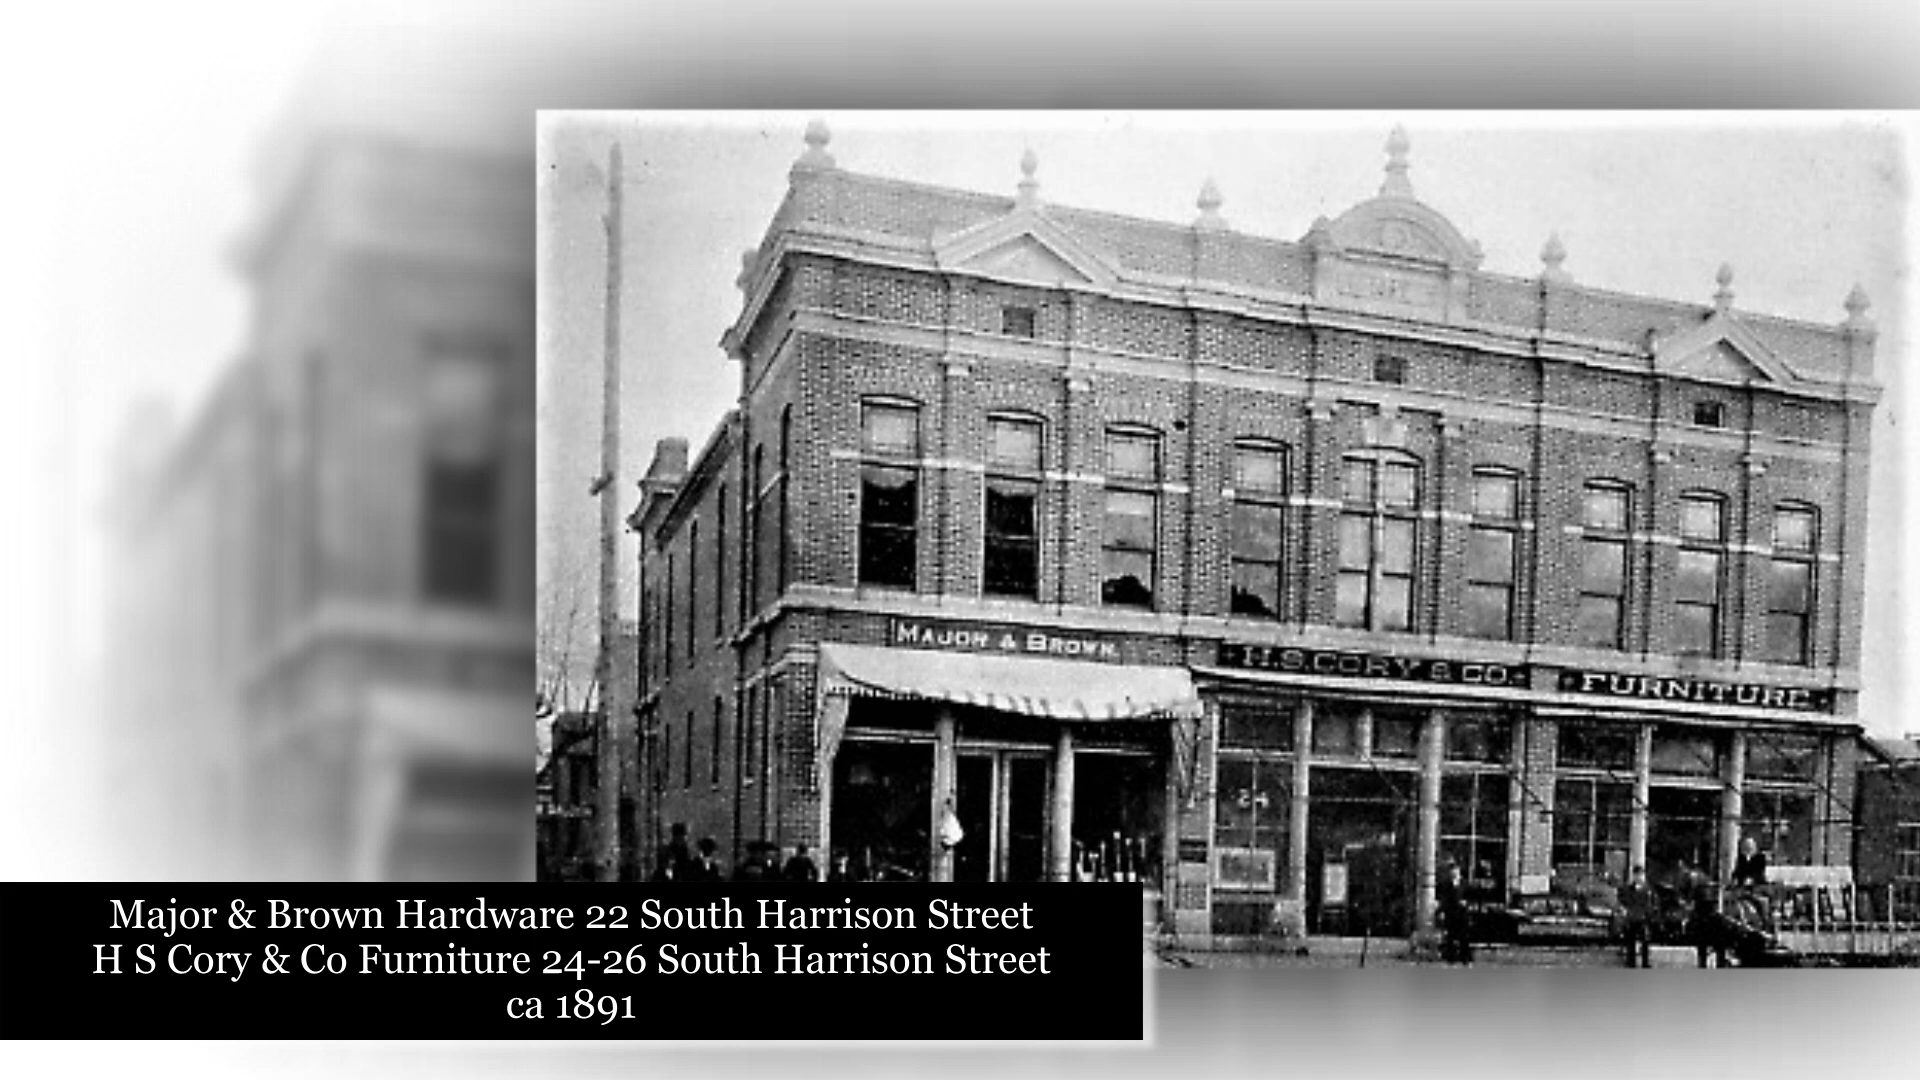 MAJOR & BROWN.
H.S.CORY & CO.
FURNITURE
24
Major & Brown Hardware 22 South Harrison Street
H S Cory & Co Furniture 24-26 South Harrison Street
ca 1891